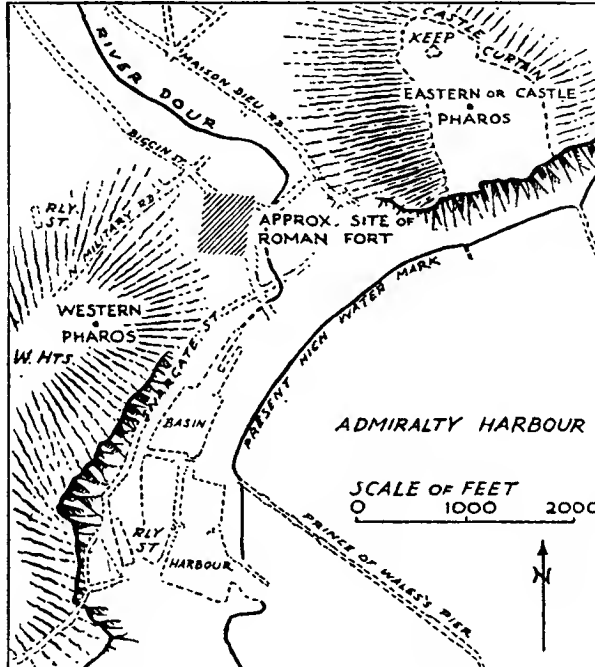 RIVER DOUR
MAISON DIEU RD
CASTLE CURTAIN
KEEP
EASTERN OR CASTLE
PHAROS
BIGGIN ST.
RLY.
ST
N. MILITARY RD
APPROX. SITE OF
ROMAN FORT
WESTERN
PHAROS
W. HTS.
SNARGATE ST.
PRESENT HIGH WATER MARK
BASIN
ADMIRALTY HARBOUR
SCALE OF FEET
0 1000 2000
RLY
ST
HARBOUR
PRINCE OF WALES'S PIER
N